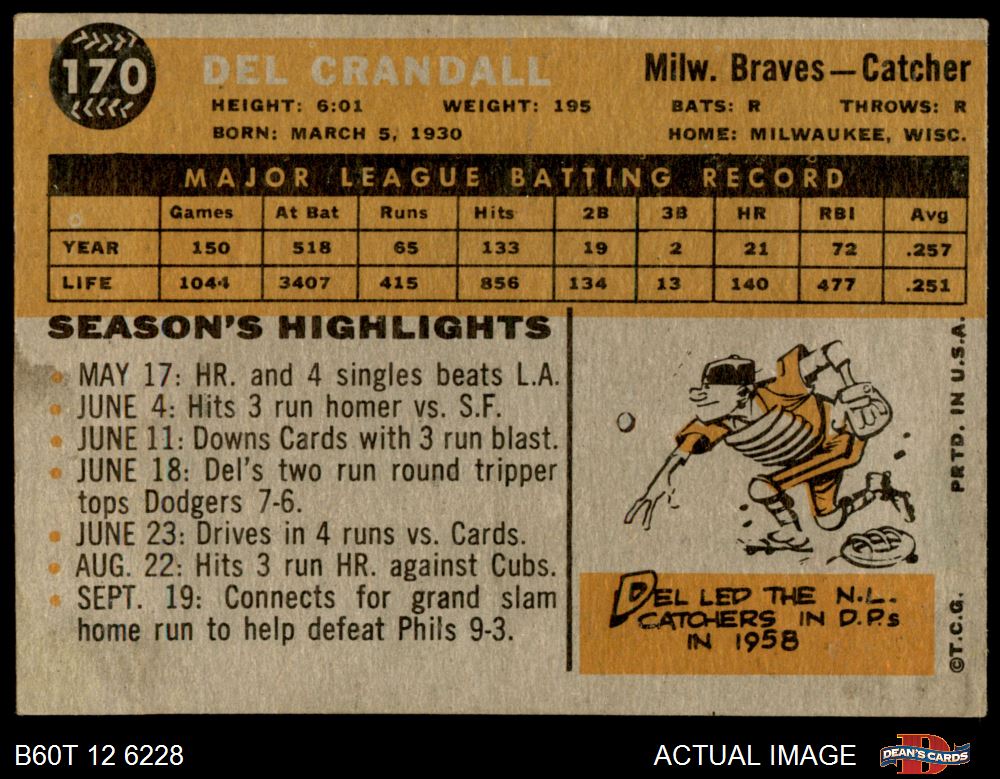 170 DEL CRANDALL Milw. Braves—Catcher
HEIGHT: 6:01 WEIGHT: 195 BATS: R THROWS: R
BORN: MARCH 5, 1930 HOME: MILWAUKEE, WISC.
MAJOR LEAGUE BATTING RECORD
Games At Bat Runs Hits 2B 3B HR RBI Avg
YEAR 150 518 65 133 19 2 21 72 .257
LIFE 1044 3407 415 856 134 13 140 477 .251
SEASON'S HIGHLIGHTS
MAY 17: HR. and 4 singles beats L.A.
JUNE 4: Hits 3 run homer vs. S.F.
JUNE 11: Downs Cards with 3 run blast.
JUNE 18: Del's two run round tripper
tops Dodgers 7-6.
JUNE 23: Drives in 4 runs vs. Cards.
AUG. 22: Hits 3 run HR. against Cubs.
SEPT. 19: Connects for grand slam
home run to help defeat Phils 9-3.
DEL LED THE N.L.
CATCHERS IN D.P.s
IN 1958
©T.C.G. PRTD. IN U.S.A.
B60T 12 6228 ACTUAL IMAGE DEAN'S CARDS